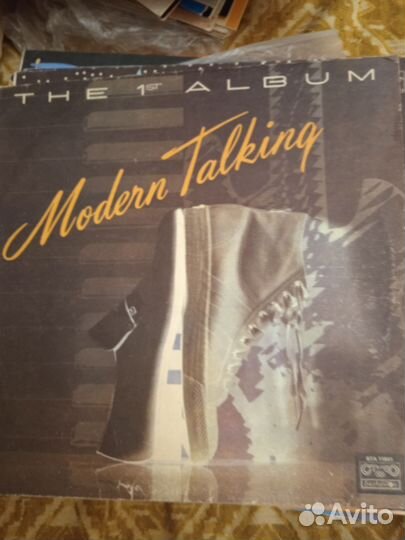 THE 1ST ALBUM
Modern Talking
Avito